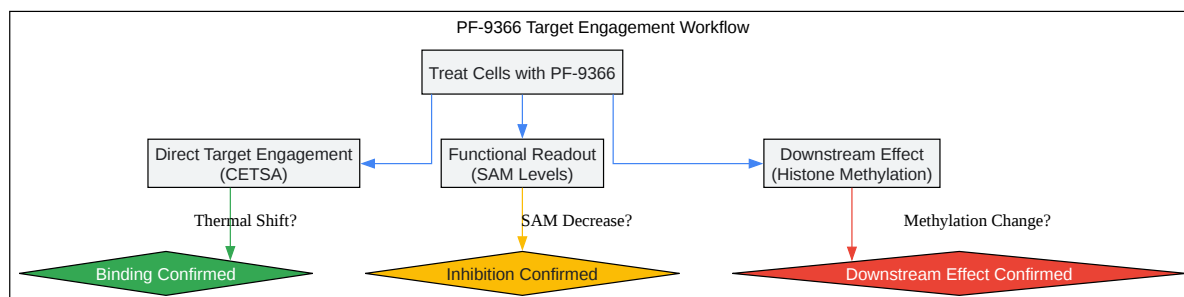 PF-9366 Target Engagement Workflow
Treat Cells with PF-9366
Direct Target Engagement
(CETSA)
Functional Readout
(SAM Levels)
Downstream Effect
(Histone Methylation)
Thermal Shift?
SAM Decrease?
Methylation Change?
Binding Confirmed
Inhibition Confirmed
Downstream Effect Confirmed